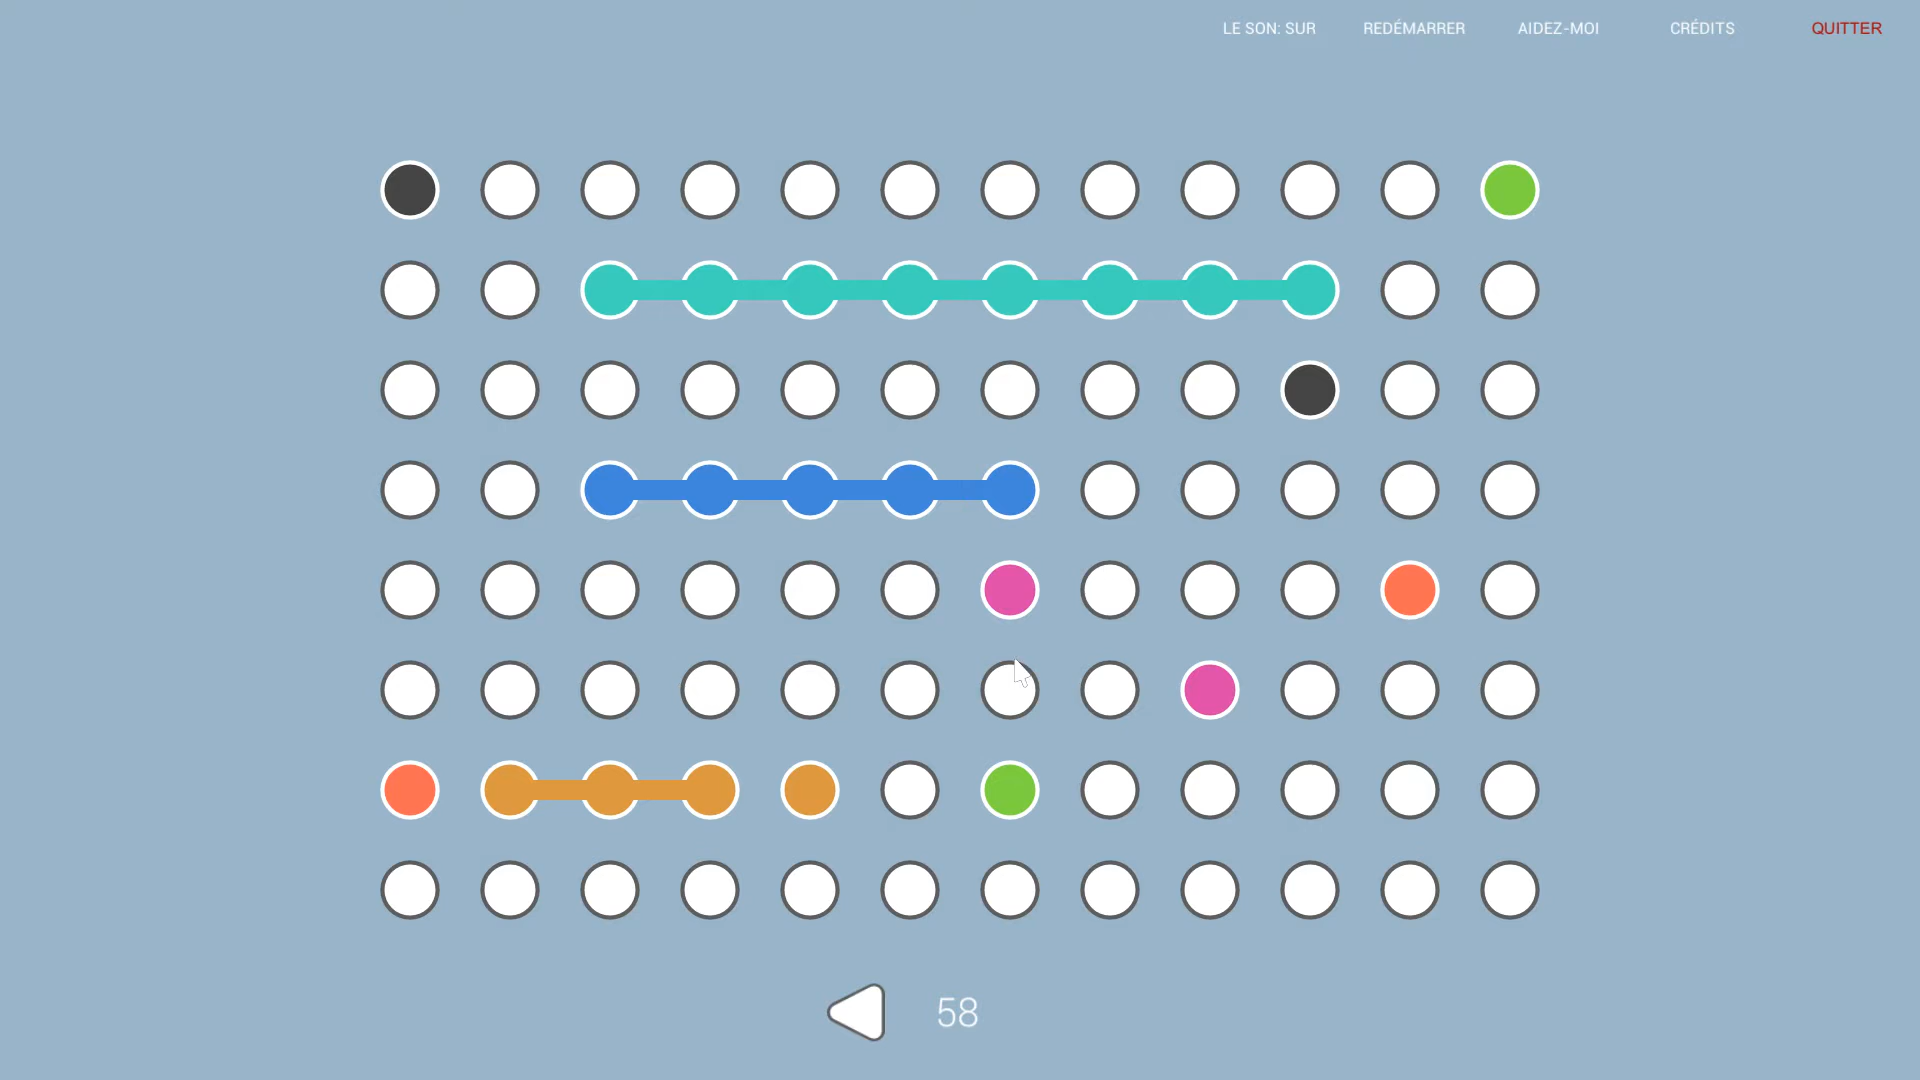 LE SON: SUR
REDÉMARRER
AIDEZ-MOI
CRÉDITS
QUITTER
58